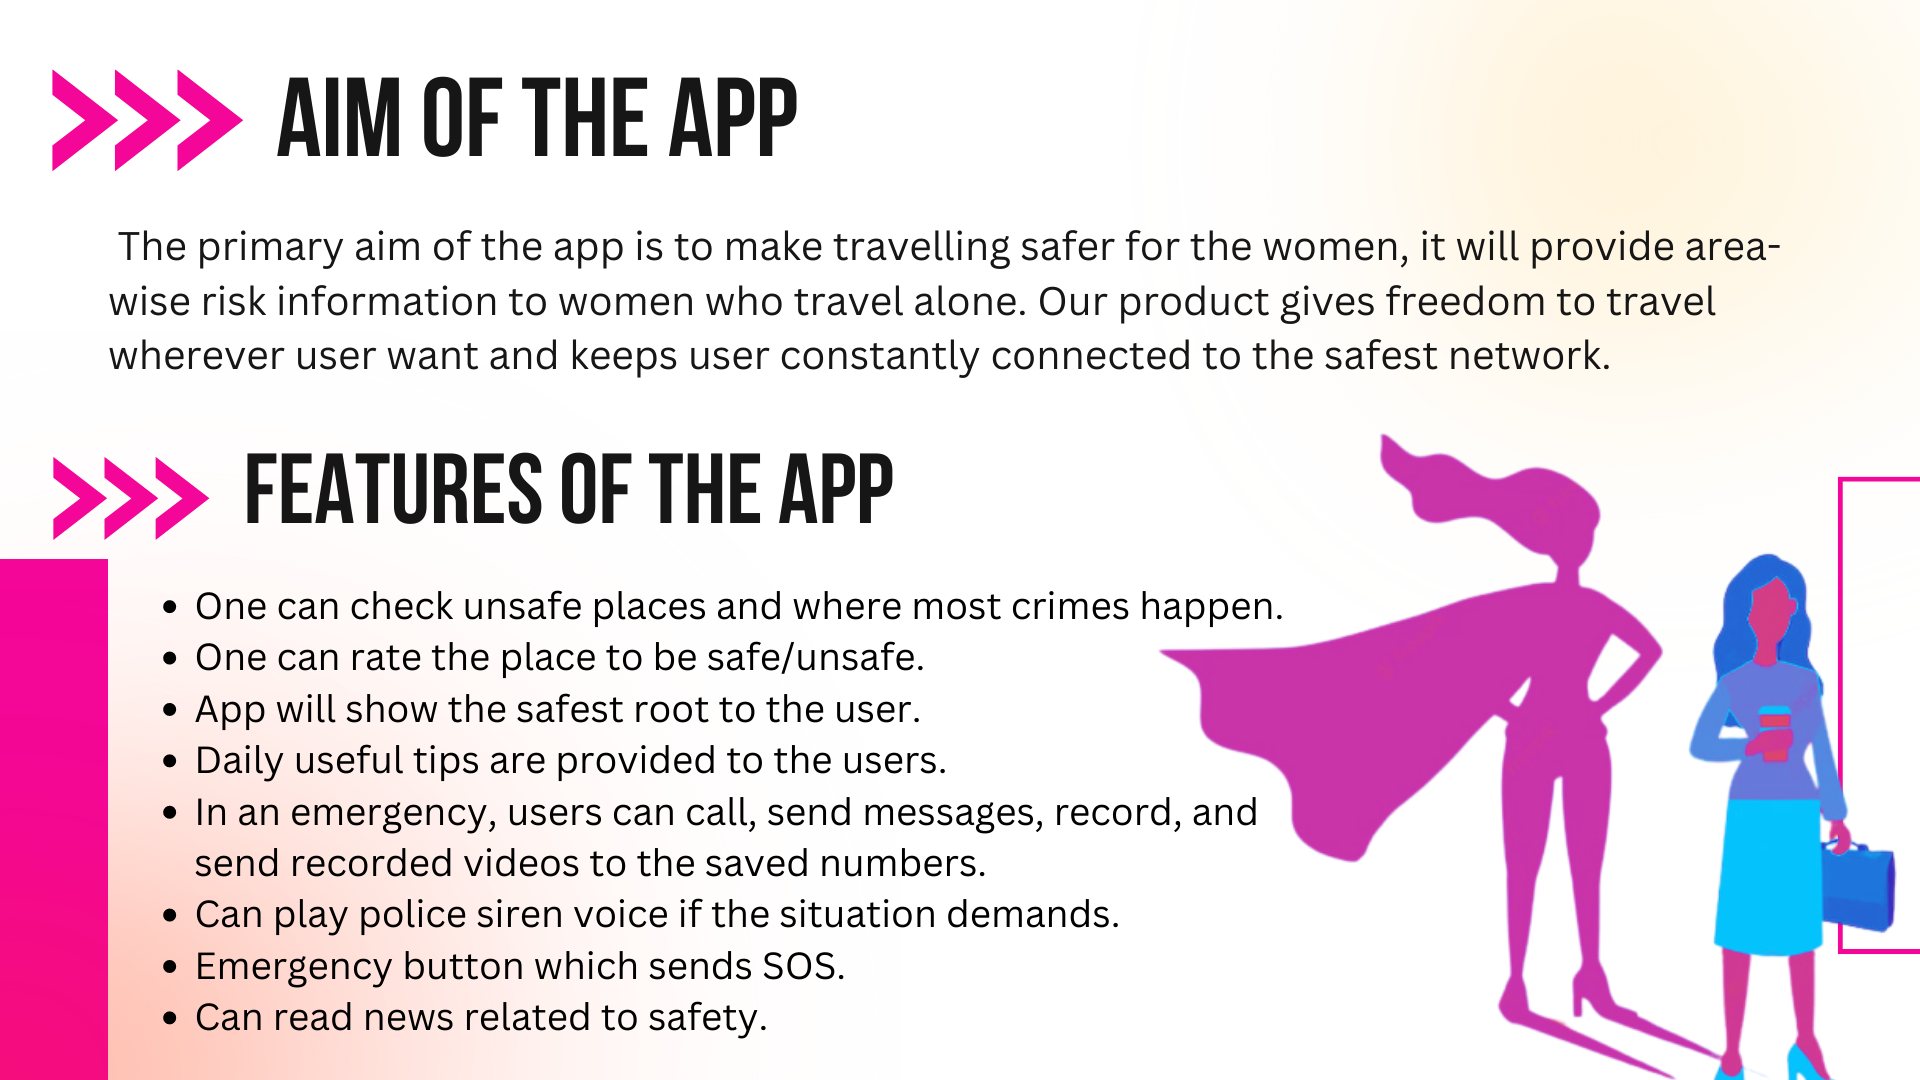 AIM OF THE APP
The primary aim of the app is to make travelling safer for the women, it will provide area-
wise risk information to women who travel alone. Our product gives freedom to travel
wherever user want and keeps user constantly connected to the safest network.
FEATURES OF THE APP
• One can check unsafe places and where most crimes happen.
• One can rate the place to be safe/unsafe.
• App will show the safest root to the user.
• Daily useful tips are provided to the users.
• In an emergency, users can call, send messages, record, and
send recorded videos to the saved numbers.
• Can play police siren voice if the situation demands.
• Emergency button which sends SOS.
• Can read news related to safety.